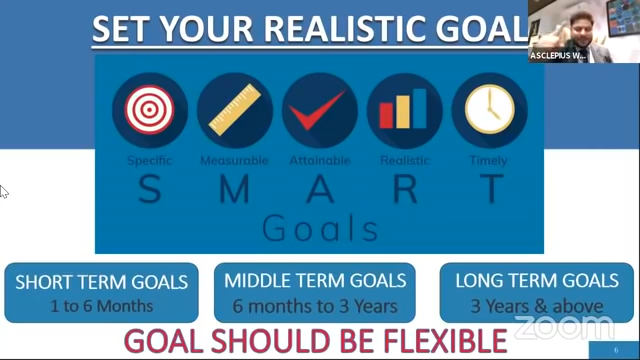 SET YOUR REALISTIC GOAL
ASCLEPIUS W...
Specific Measurable Attainable Realistic Timely
S M A R T
Goals
SHORT TERM GOALS
1 to 6 Months
MIDDLE TERM GOALS
6 months to 3 Years
LONG TERM GOALS
3 Years & above
zoom
GOAL SHOULD BE FLEXIBLE
6